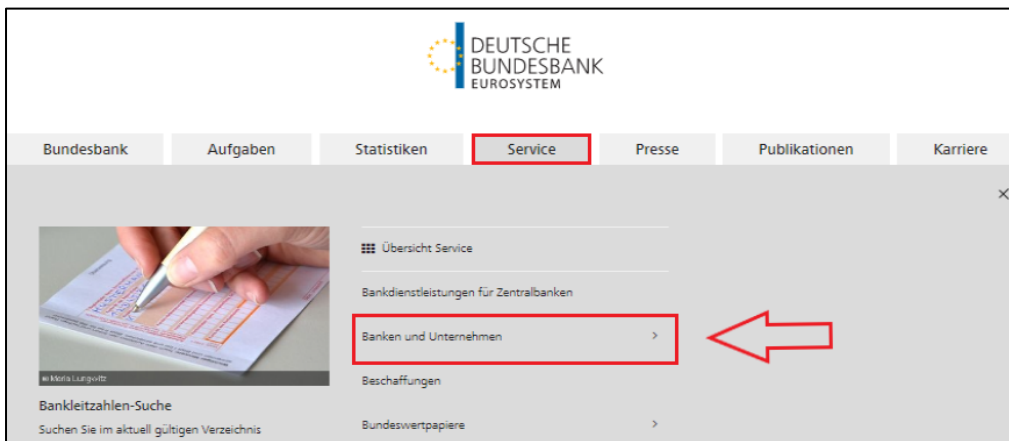 DEUTSCHE
BUNDESBANK
EUROSYSTEM
Bundesbank Aufgaben Statistiken Service Presse Publikationen Karriere
Übersicht Service
Bankdienstleistungen für Zentralbanken
Banken und Unternehmen
Beschaffungen
Bundeswertpapiere
Bankleitzahlen-Suche
Suchen Sie im aktuell gültigen Verzeichnis